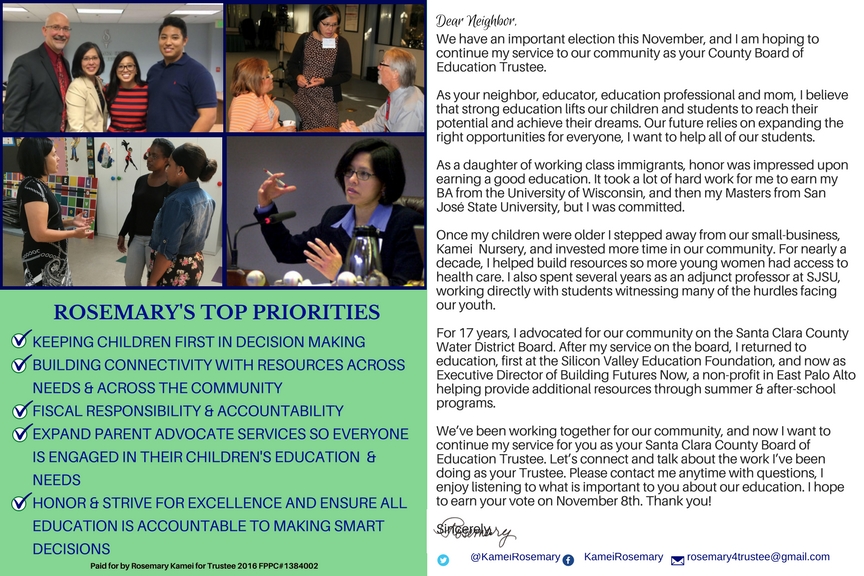 ROSEMARY'S TOP PRIORITIES
KEEPING CHILDREN FIRST IN DECISION MAKING
BUILDING CONNECTIVITY WITH RESOURCES ACROSS
NEEDS & ACROSS THE COMMUNITY
FISCAL RESPONSIBILITY & ACCOUNTABILITY
EXPAND PARENT ADVOCATE SERVICES SO EVERYONE
IS ENGAGED IN THEIR CHILDREN'S EDUCATION &
NEEDS
HONOR & STRIVE FOR EXCELLENCE AND ENSURE ALL
EDUCATION IS ACCOUNTABLE TO MAKING SMART
DECISIONS
Paid for by Rosemary Kamei for Trustee 2016 FPPC#1384002
Dear Neighbor,
We have an important election this November, and I am hoping to
continue my service to our community as your County Board of
Education Trustee.
As your neighbor, educator, education professional and mom, I believe
that strong education lifts our children and students to reach their
potential and achieve their dreams. Our future relies on expanding the
right opportunities for everyone, I want to help all of our students.
As a daughter of working class immigrants, honor was impressed upon
earning a good education. It took a lot of hard work for me to earn my
BA from the University of Wisconsin, and then my Masters from San
José State University, but I was committed.
Once my children were older I stepped away from our small-business,
Kamei Nursery, and invested more time in our community. For nearly a
decade, I helped build resources so more young women had access to
health care. I also spent several years as an adjunct professor at SJSU,
working directly with students witnessing many of the hurdles facing
our youth.
For 17 years, I advocated for our community on the Santa Clara County
Water District Board. After my service on the board, I returned to
education, first at the Silicon Valley Education Foundation, and now as
Executive Director of Building Futures Now, a non-profit in East Palo Alto
helping provide additional resources through summer & after-school
programs.
We've been working together for our community, and now I want to
continue my service for you as your Santa Clara County Board of
Education Trustee. Let's connect and talk about the work I've been
doing as your Trustee. Please contact me anytime with questions, I
enjoy listening to what is important to you about our education. I hope
to earn your vote on November 8th. Thank you!
Sincerely,
Rosemary
@KameiRosemary KameiRosemary rosemary4trustee@gmail.com